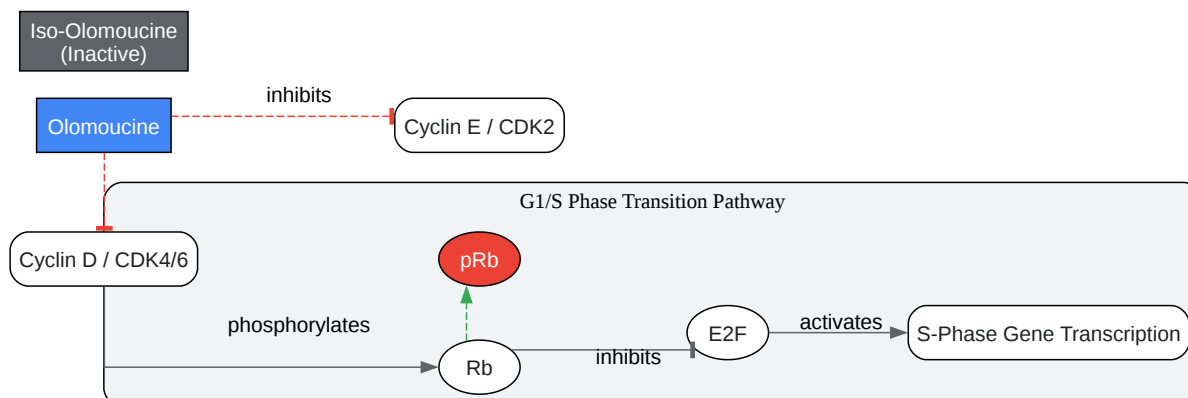 Iso-Olomoucine
(Inactive)
inhibits
Olomoucine
Cyclin E / CDK2
G1/S Phase Transition Pathway
Cyclin D / CDK4/6
pRb
phosphorylates
Rb
inhibits
E2F
activates
S-Phase Gene Transcription